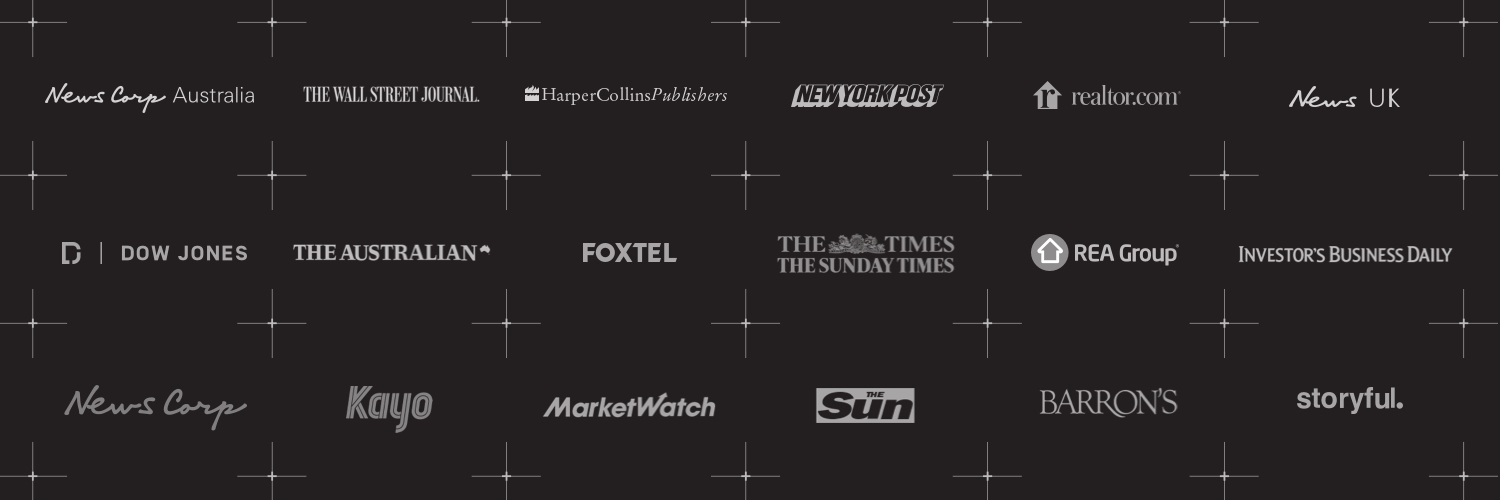 News Corp Australia
THE WALL STREET JOURNAL.
HarperCollinsPublishers
NEW YORK POST
realtor.com®
News UK
D | DOW JONES
THE AUSTRALIAN
FOXTEL
THE TIMES
THE SUNDAY TIMES
REA Group®
INVESTOR'S BUSINESS DAILY
News Corp
Kayo
MarketWatch
THE Sun
BARRON'S
storyful.